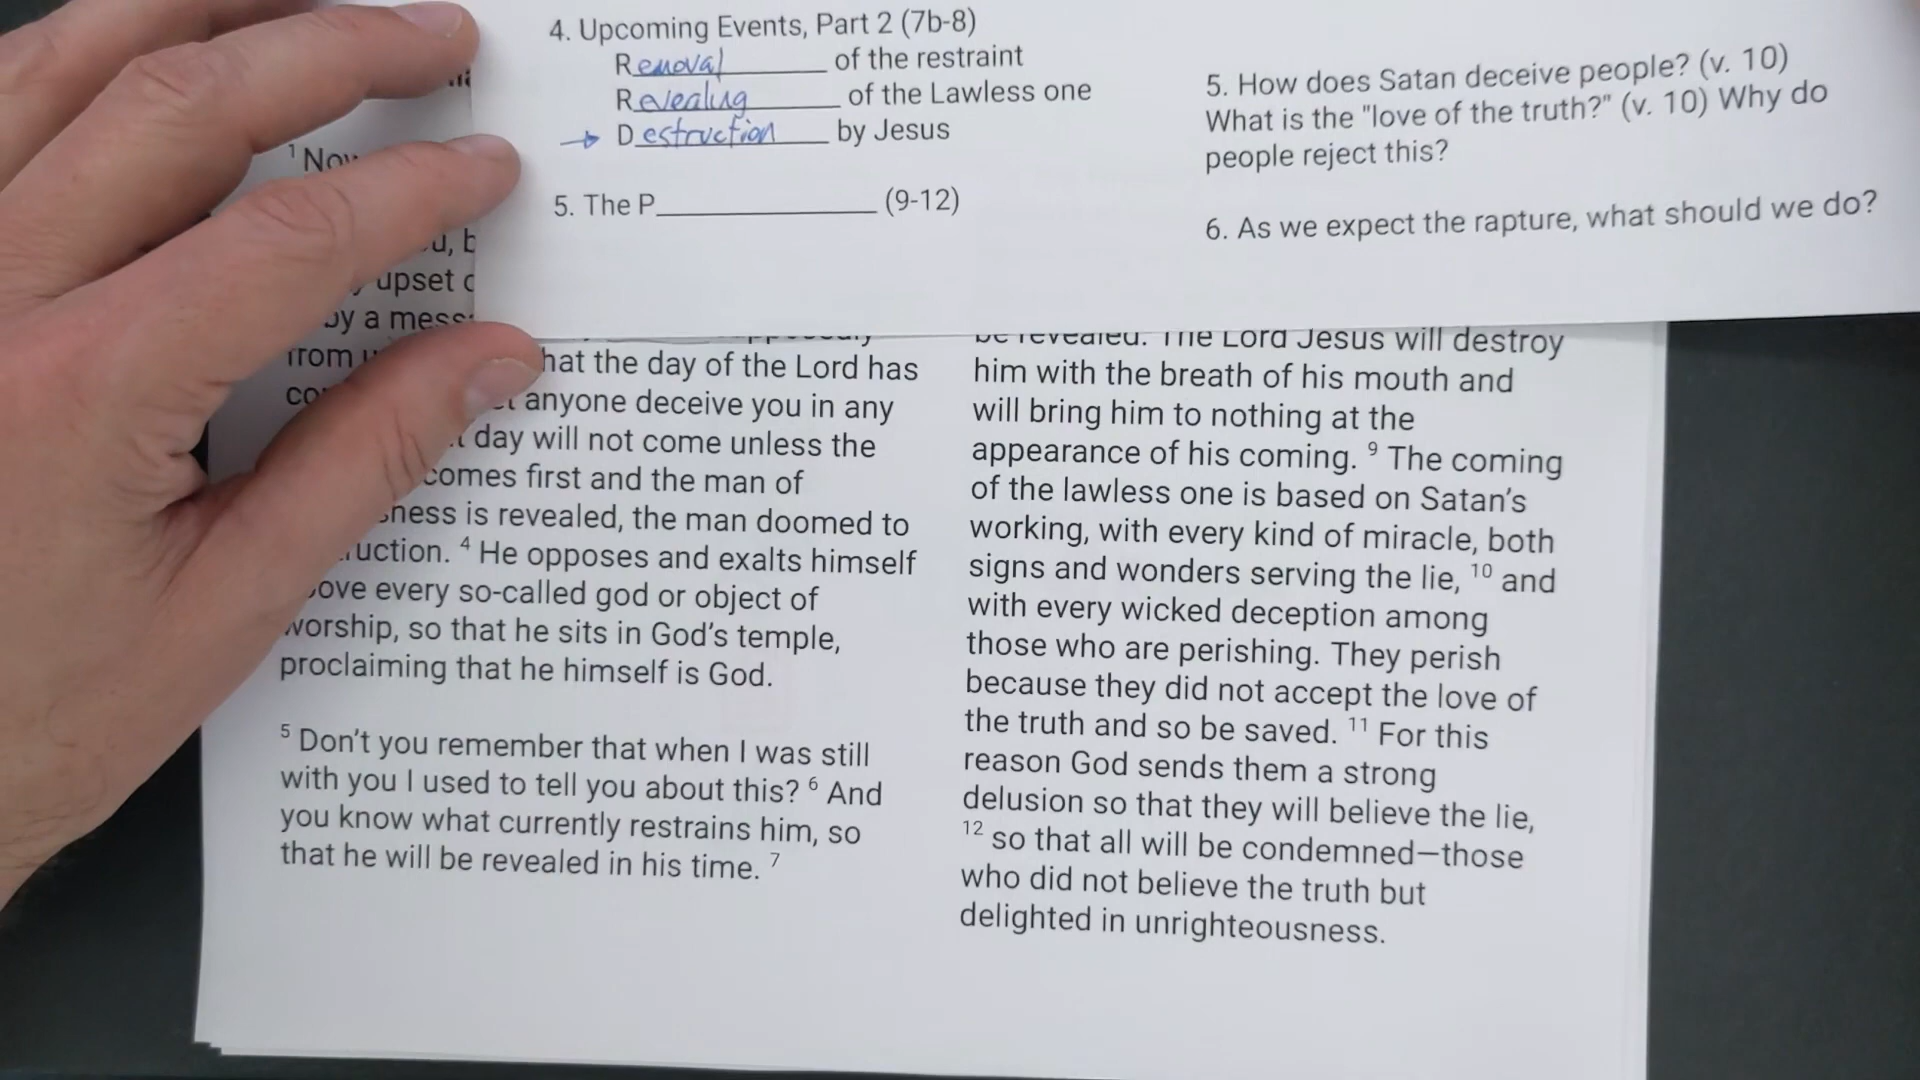 4. Upcoming Events, Part 2 (7b-8)
Removal of the restraint
Revealing of the Lawless one
→ Destruction by Jesus
5. The P______________ (9-12)
5. How does Satan deceive people? (v. 10)
What is the "love of the truth?" (v. 10) Why do
people reject this?
6. As we expect the rapture, what should we do?
¹ Now
upset
by a mess
from
that the day of the Lord has
anyone deceive you in any
day will not come unless the
comes first and the man of
is revealed, the man doomed to
⁴ He opposes and exalts himself
every so-called god or object of
worship, so that he sits in God’s temple,
proclaiming that he himself is God.
⁵ Don’t you remember that when I was still
with you I used to tell you about this? ⁶ And
you know what currently restrains him, so
that he will be revealed in his time. ⁷
be revealed. The Lord Jesus will destroy
him with the breath of his mouth and
will bring him to nothing at the
appearance of his coming. ⁹ The coming
of the lawless one is based on Satan’s
working, with every kind of miracle, both
signs and wonders serving the lie, ¹⁰ and
with every wicked deception among
those who are perishing. They perish
because they did not accept the love of
the truth and so be saved. ¹¹ For this
reason God sends them a strong
delusion so that they will believe the lie,
¹² so that all will be condemned—those
who did not believe the truth but
delighted in unrighteousness.